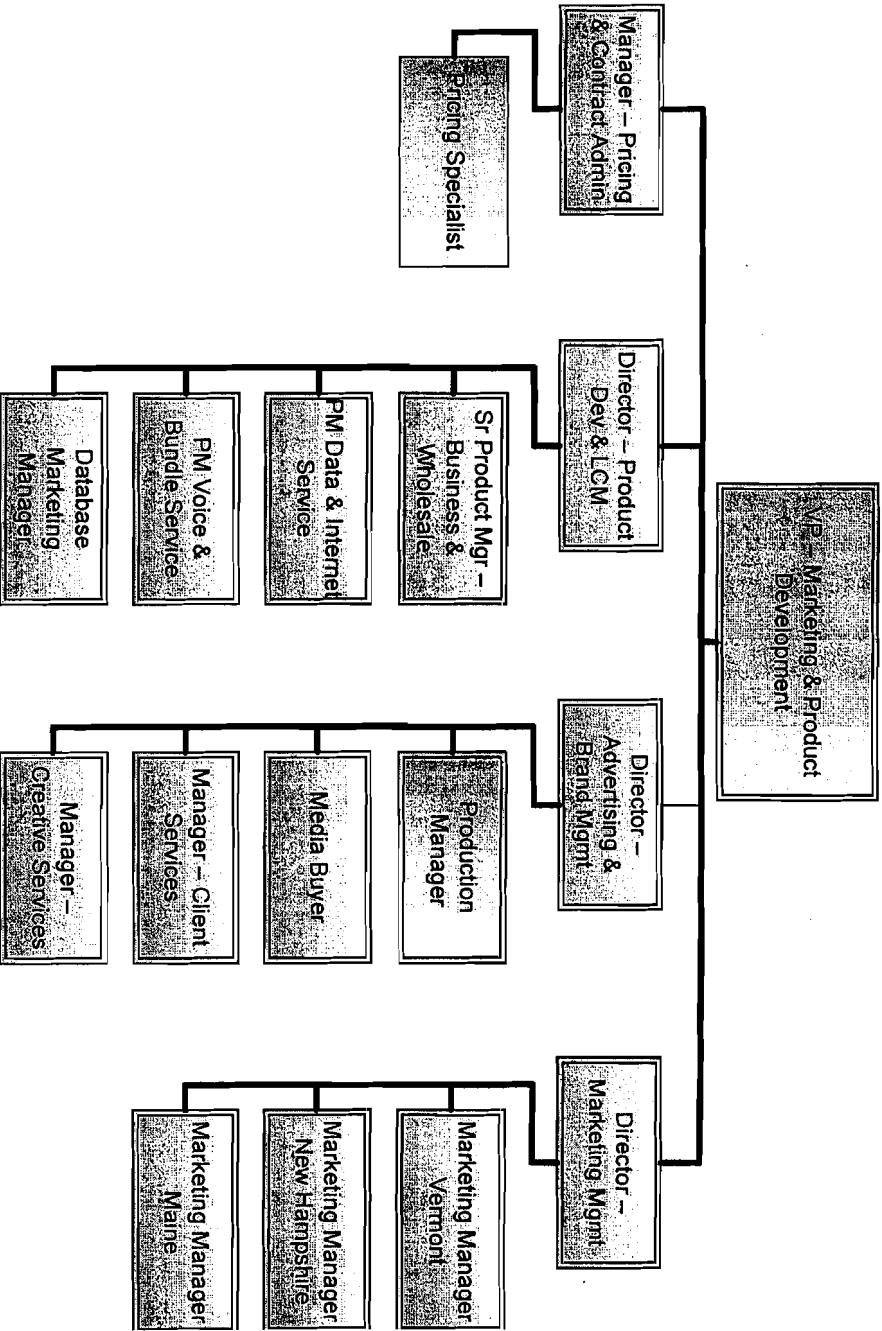 VP – Marketing & Product
Development
Manager – Pricing
& Contract Admin
Pricing Specialist
Director – Product
Dev & LCM
Sr Product Mgr –
Business &
Wholesale
PM Data & Internet
Service
PM Voice &
Bundle Service
Database
Marketing
Manager
Director –
Advertising &
Brand Mgmt
Production
Manager
Media Buyer
Manager – Client
Services
Manager –
Creative Services
Director –
Marketing Mgmt
Marketing Manager
Vermont
Marketing Manager
New Hampshire
Marketing Manager
Maine